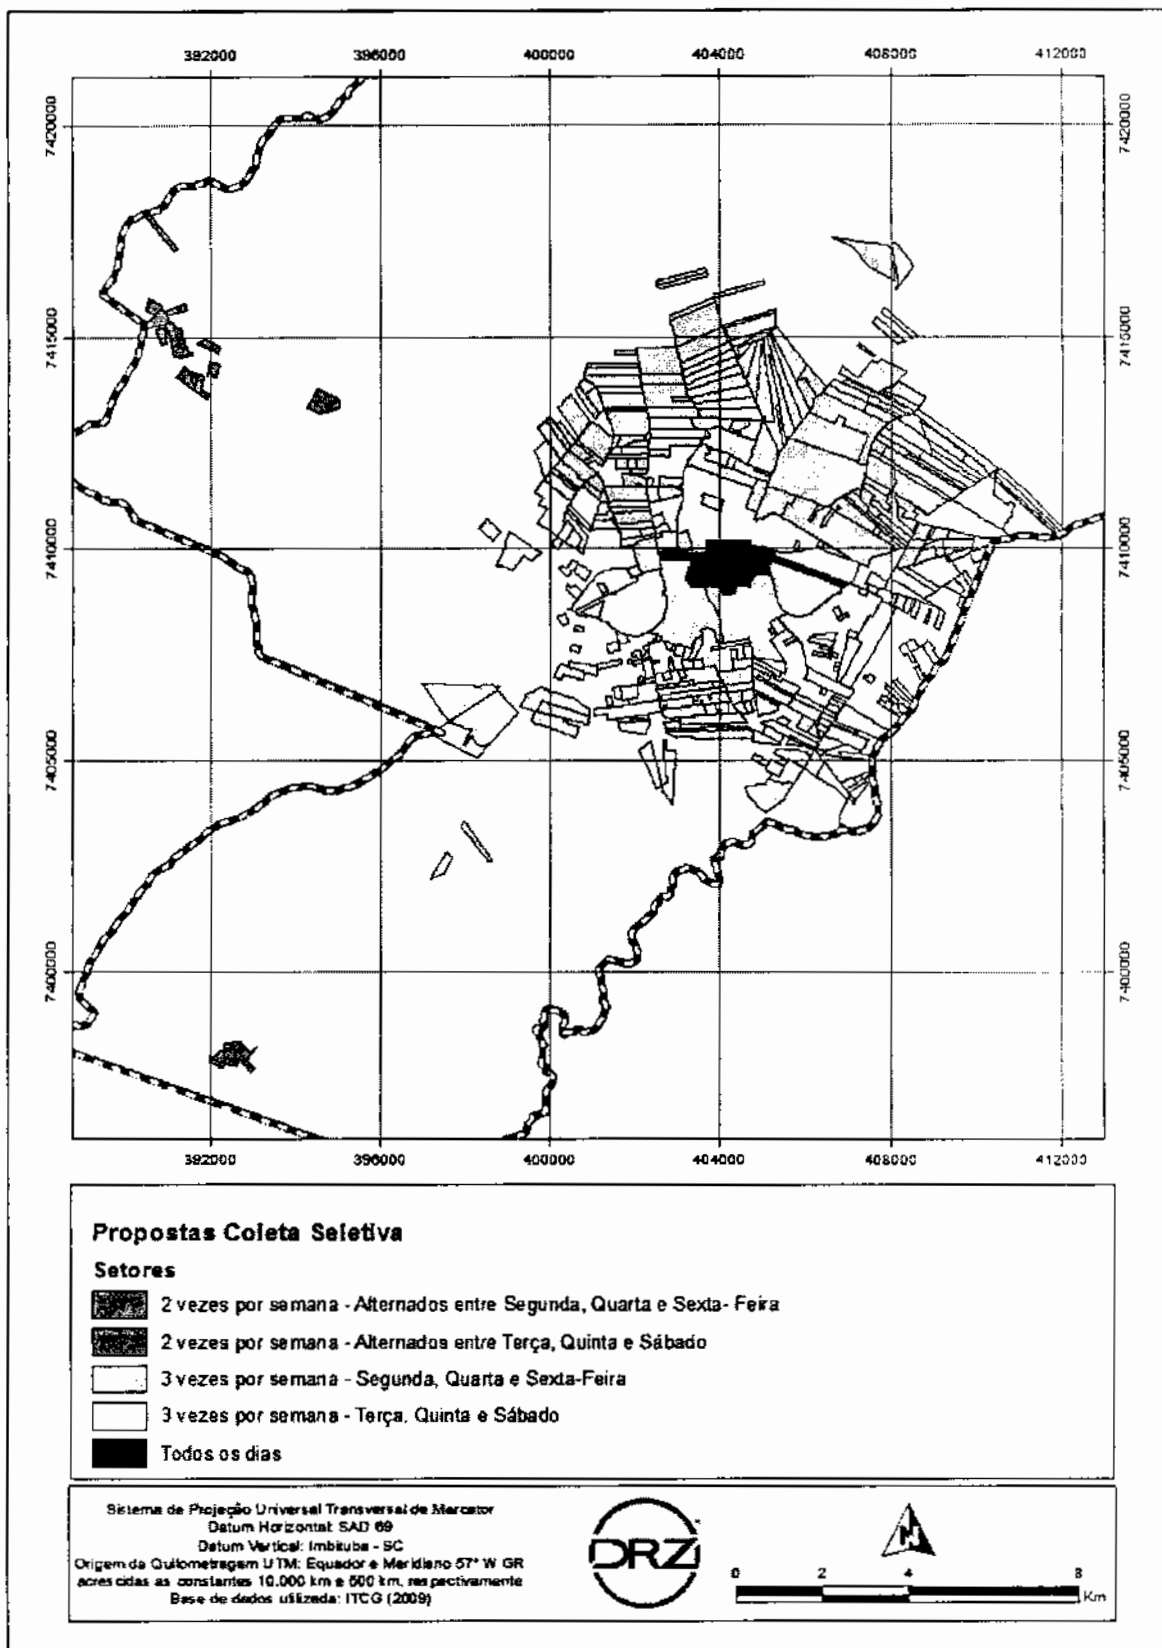 392000 396000 400000 404000 408000 412000
7420000 7420000
7415000 7415000
7410000 7410000
7405000 7405000
7400000 7400000
392000 396000 400000 404000 408000 412000
Propostas Coleta Seletiva
Setores
2 vezes por semana - Alternados entre Segunda, Quarta e Sexta- Feira
2 vezes por semana - Alternados entre Terça, Quinta e Sábado
3 vezes por semana - Segunda, Quarta e Sexta-Feira
3 vezes por semana - Terça, Quinta e Sábado
Todos os dias
Sistema de Projeção Universal Transversal de Mercator
Datum Horizontal: SAD 69
Datum Vertical: Imbituba - SC
Origem da Quilometragem UTM: Equador e Meridiano 57° W GR
acrescidas as constantes 10.000 km e 500 km, respectivamente
Base de dados utilizada: ITCG (2009)
DRZ
N
0 2 4 8
Km